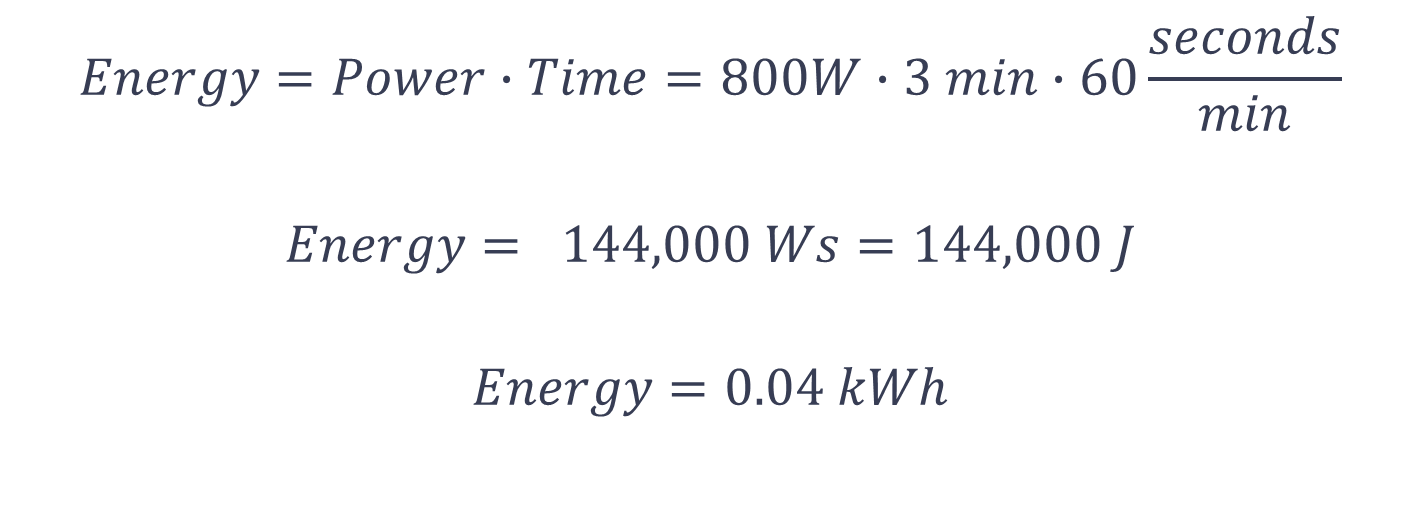 Energy = Power · Time = 800W · 3 min · 60 seconds/min
Energy = 144,000 Ws = 144,000 J
Energy = 0.04 kWh